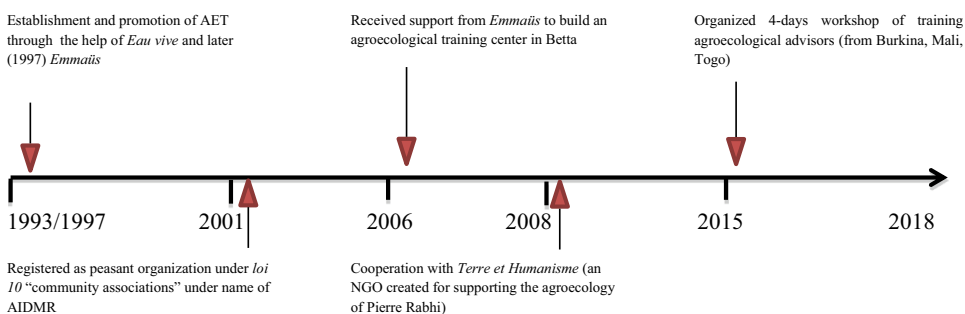 Establishment and promotion of AET
through the help of Eau vive and later
(1997) Emmaüs
Received support from Emmaüs to build an
agroecological training center in Betta
Organized 4-days workshop of training
agroecological advisors (from Burkina, Mali,
Togo)
1993/1997 2001 2006 2008 2015 2018
Registered as peasant organization under loi
10 “community associations” under name of
AIDMR
Cooperation with Terre et Humanisme (an
NGO created for supporting the agroecology
of Pierre Rabhi)